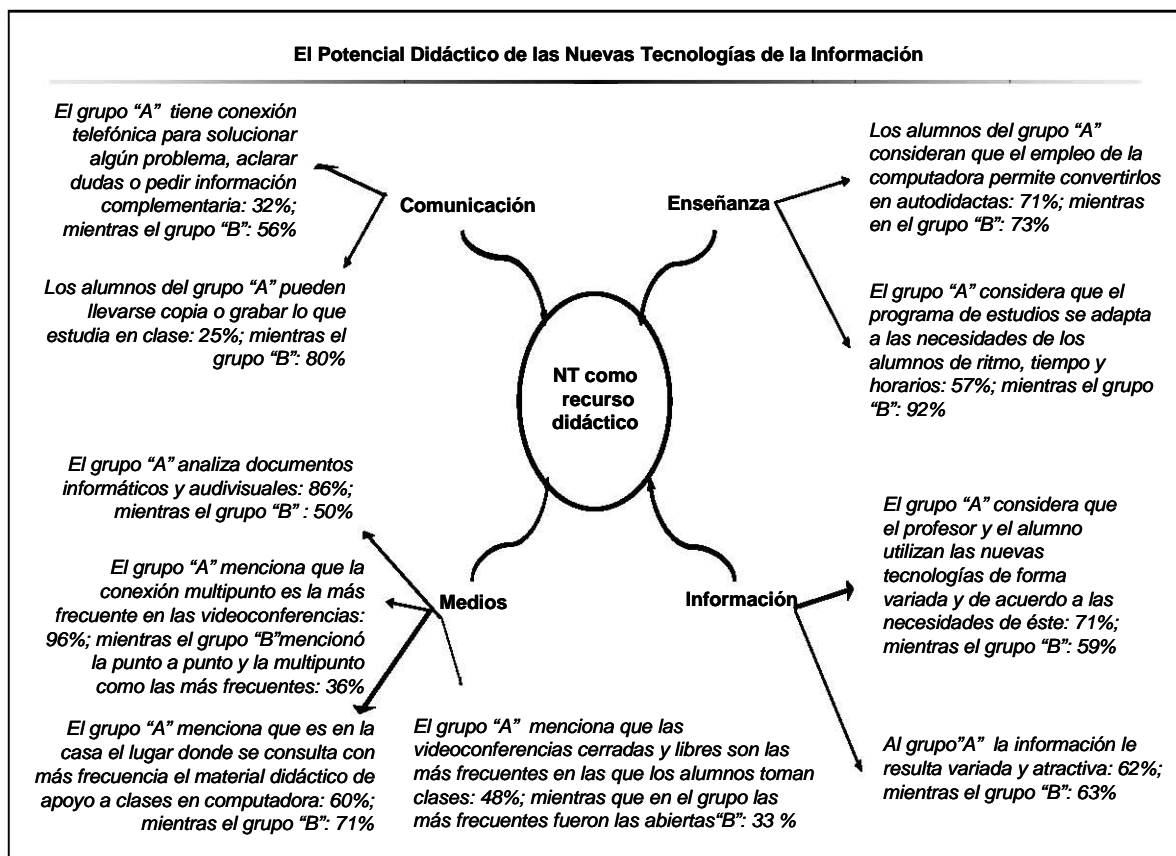 El Potencial Didáctico de las Nuevas Tecnologías de la Información
El grupo “A” tiene conexión
telefónica para solucionar
algún problema, aclarar
dudas o pedir información
complementaria: 32%;
mientras el grupo “B”: 56%
Los alumnos del grupo “A” pueden
llevarse copia o grabar lo que
estudia en clase: 25%; mientras el
grupo “B”: 80%
Comunicación
Enseñanza
Los alumnos del grupo “A”
consideran que el empleo de la
computadora permite convertirlos
en autodidactas: 71%; mientras
en el grupo “B”: 73%
El grupo “A” considera que el
programa de estudios se adapta
a las necesidades de los
alumnos de ritmo, tiempo y
horarios: 57%; mientras el grupo
“B”: 92%
NT como
recurso
didáctico
El grupo “A” analiza documentos
informáticos y audivisuales: 86%;
mientras el grupo “B” : 50%
El grupo “A” menciona que la
conexión multipunto es la más
frecuente en las videoconferencias:
96%; mientras el grupo “B”mencionó
la punto a punto y la multipunto
como las más frecuentes: 36%
El grupo “A” menciona que es en la
casa el lugar donde se consulta con
más frecuencia el material didáctico de
apoyo a clases en computadora: 60%;
mientras el grupo “B”: 71%
Medios
El grupo “A” menciona que las
videoconferencias cerradas y libres son las
más frecuentes en las que los alumnos toman
clases: 48%; mientras que en el grupo las
más frecuentes fueron las abiertas“B”: 33 %
Información
El grupo “A” considera que
el profesor y el alumno
utilizan las nuevas
tecnologías de forma
variada y de acuerdo a las
necesidades de éste: 71%;
mientras el grupo “B”: 59%
Al grupo”A” la información le
resulta variada y atractiva: 62%;
mientras el grupo “B”: 63%